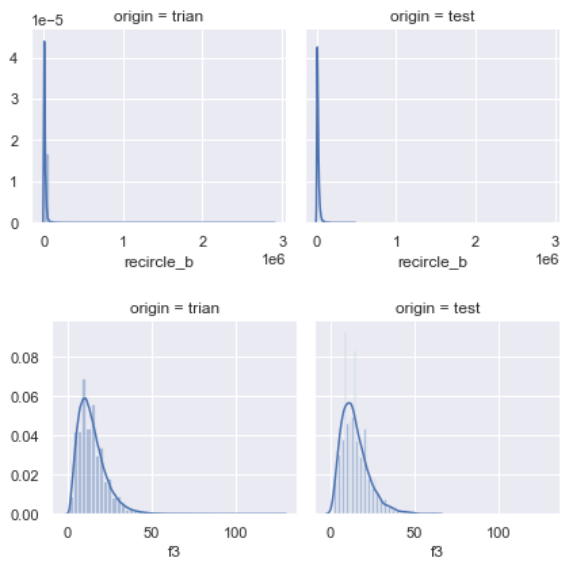 origin = trian
origin = test
1e−5
4
3
2
1
0
0 1 2 3
1e6
recircle_b
0 1 2 3
1e6
recircle_b
origin = trian
origin = test
0.08
0.06
0.04
0.02
0.00
0 50 100
f3
0 50 100
f3